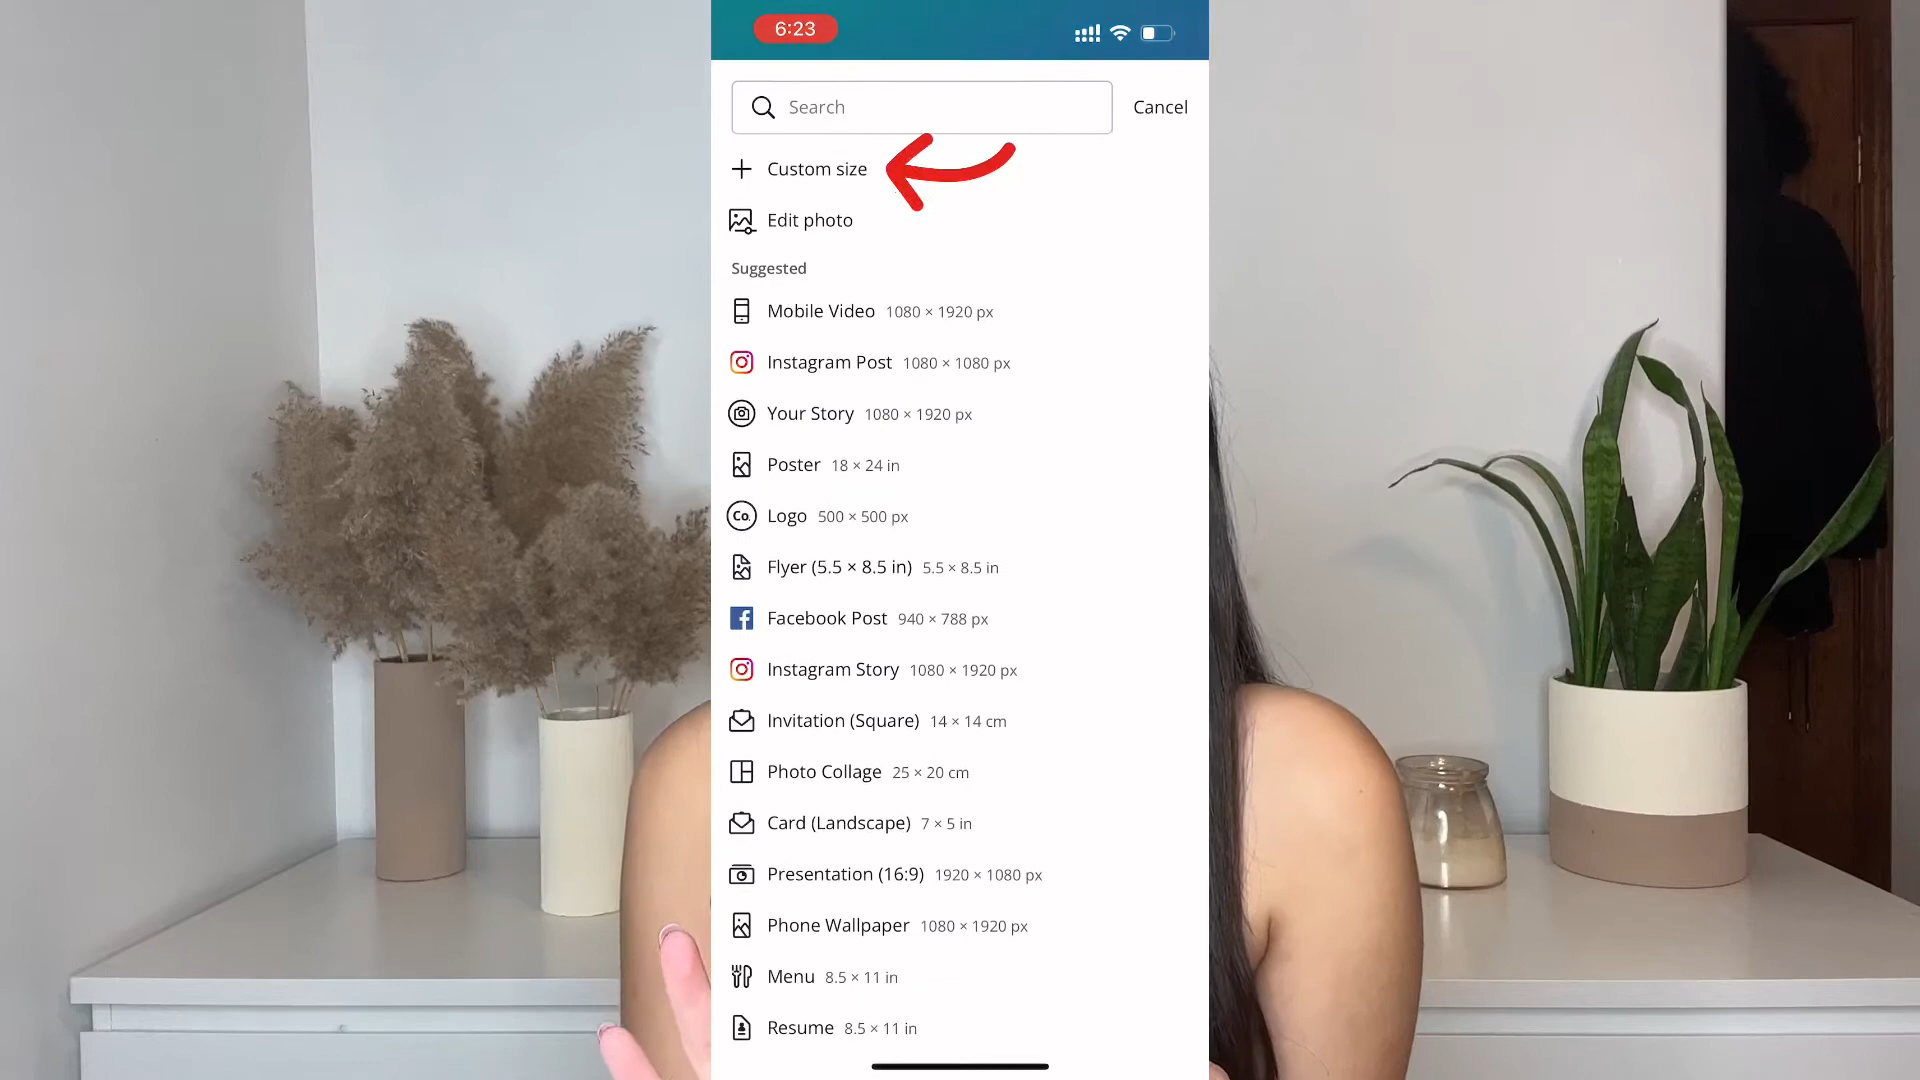 6:23
Search
Cancel
Custom size
Edit photo
Suggested
Mobile Video 1080 × 1920 px
Instagram Post 1080 × 1080 px
Your Story 1080 × 1920 px
Poster 18 × 24 in
Co. Logo 500 × 500 px
Flyer (5.5 × 8.5 in) 5.5 × 8.5 in
Facebook Post 940 × 788 px
Instagram Story 1080 × 1920 px
Invitation (Square) 14 × 14 cm
Photo Collage 25 × 20 cm
Card (Landscape) 7 × 5 in
Presentation (16:9) 1920 × 1080 px
Phone Wallpaper 1080 × 1920 px
Menu 8.5 × 11 in
Resume 8.5 × 11 in